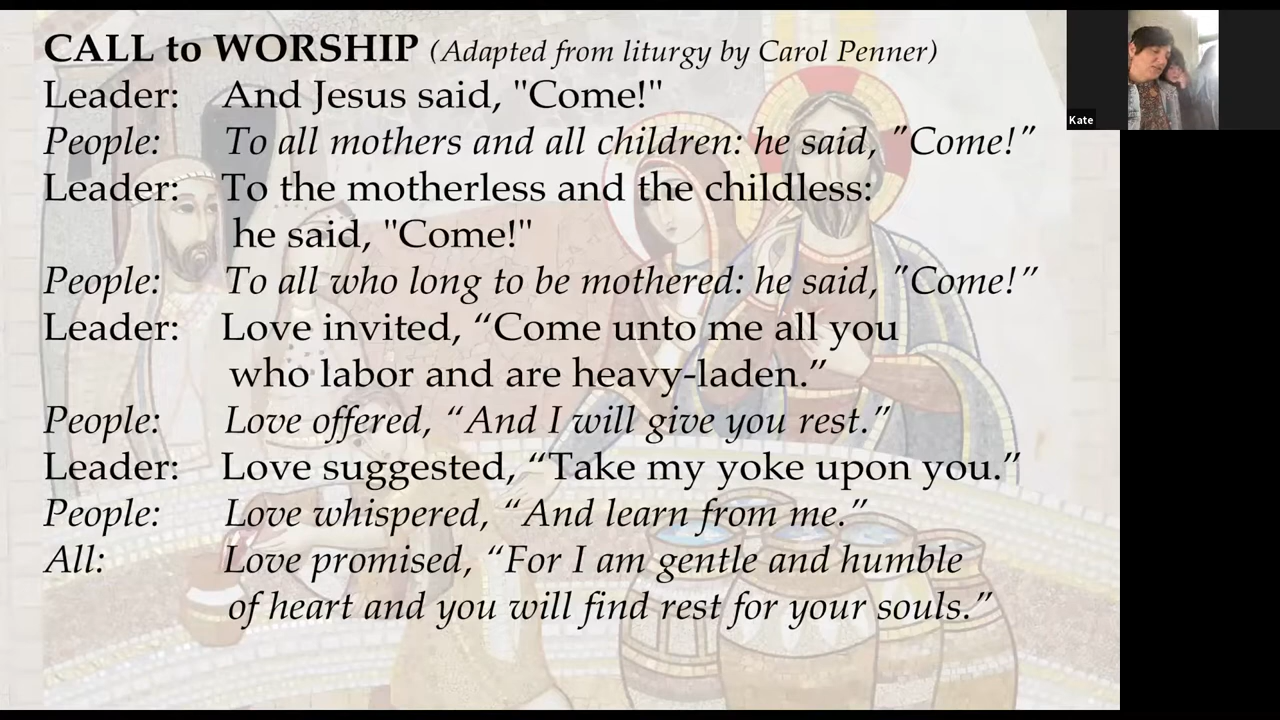 CALL to WORSHIP (Adapted from liturgy by Carol Penner)
Leader: And Jesus said, "Come!"
People: To all mothers and all children: he said, "Come!"
Leader: To the motherless and the childless:
he said, "Come!"
People: To all who long to be mothered: he said, "Come!”
Leader: Love invited, “Come unto me all you
who labor and are heavy-laden.”
People: Love offered, “And I will give you rest.”
Leader: Love suggested, “Take my yoke upon you.”
People: Love whispered, “And learn from me.”
All: Love promised, “For I am gentle and humble
of heart and you will find rest for your souls.”
Kate